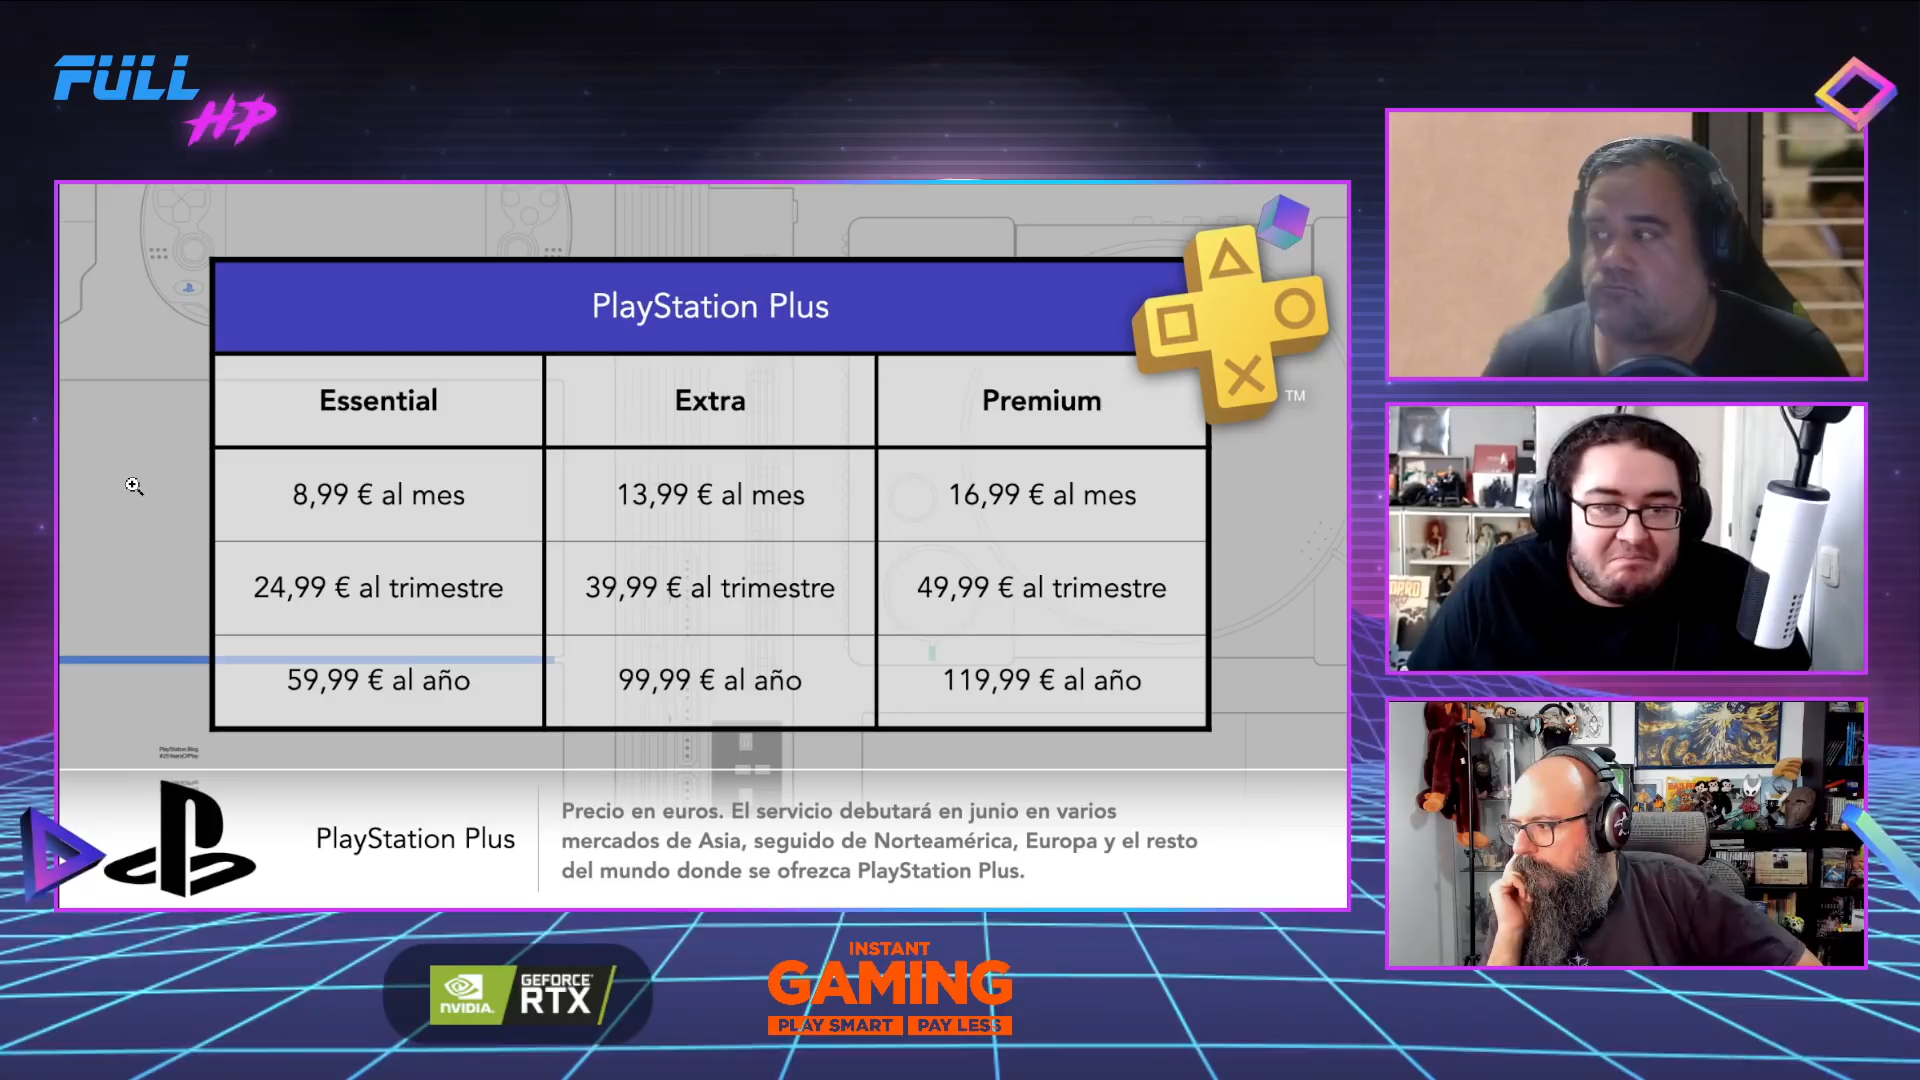 FULL
HP
PlayStation Plus
TM
Essential
Extra
Premium
8,99 € al mes
13,99 € al mes
16,99 € al mes
24,99 € al trimestre
39,99 € al trimestre
49,99 € al trimestre
59,99 € al año
99,99 € al año
119,99 € al año
PlayStation.Blog
PlayStation Plus
Precio en euros. El servicio debutará en junio en varios
mercados de Asia, seguido de Norteamérica, Europa y el resto
del mundo donde se ofrezca PlayStation Plus.
NVIDIA.
GEFORCE
RTX
INSTANT
GAMING
PLAY SMART
PAY LESS